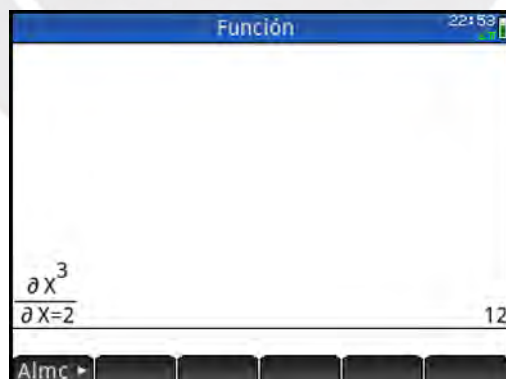 Función
22:53
∂X³
∂X=2
12
Almc ▸